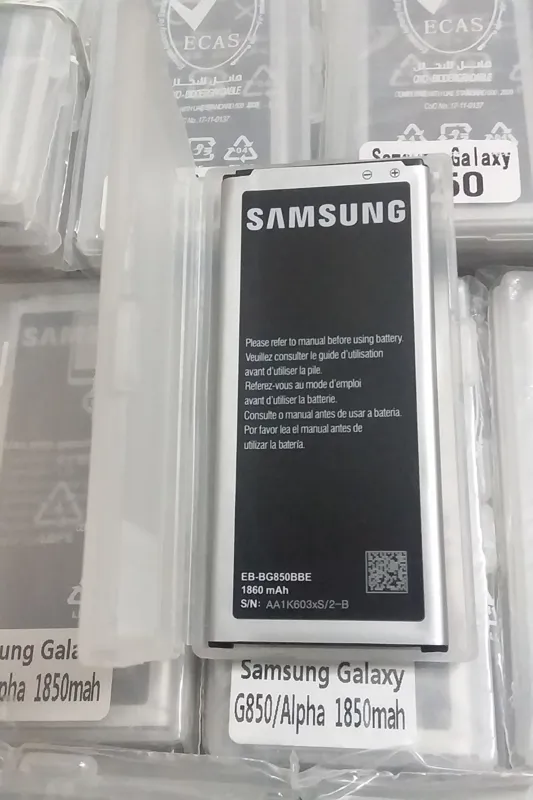 ECAS
ECAS
Samsung Galaxy
50
⊖ ⊕
SAMSUNG
Please refer to manual before using battery.
Veuillez consulter le guide d'utilisation
avant d'utiliser la pile.
Referez-vous au mode d'emploi
avant d'utiliser la batterie.
Consulte o manual antes de usar a bateria.
Por favor lea el manual antes de
utilizar la batería.
EB-BG850BBE
1860 mAh
S/N: AA1K603xS/2-B
ung Gala
pha 1850mah
Samsung Galaxy
G850/Alpha 1850mah